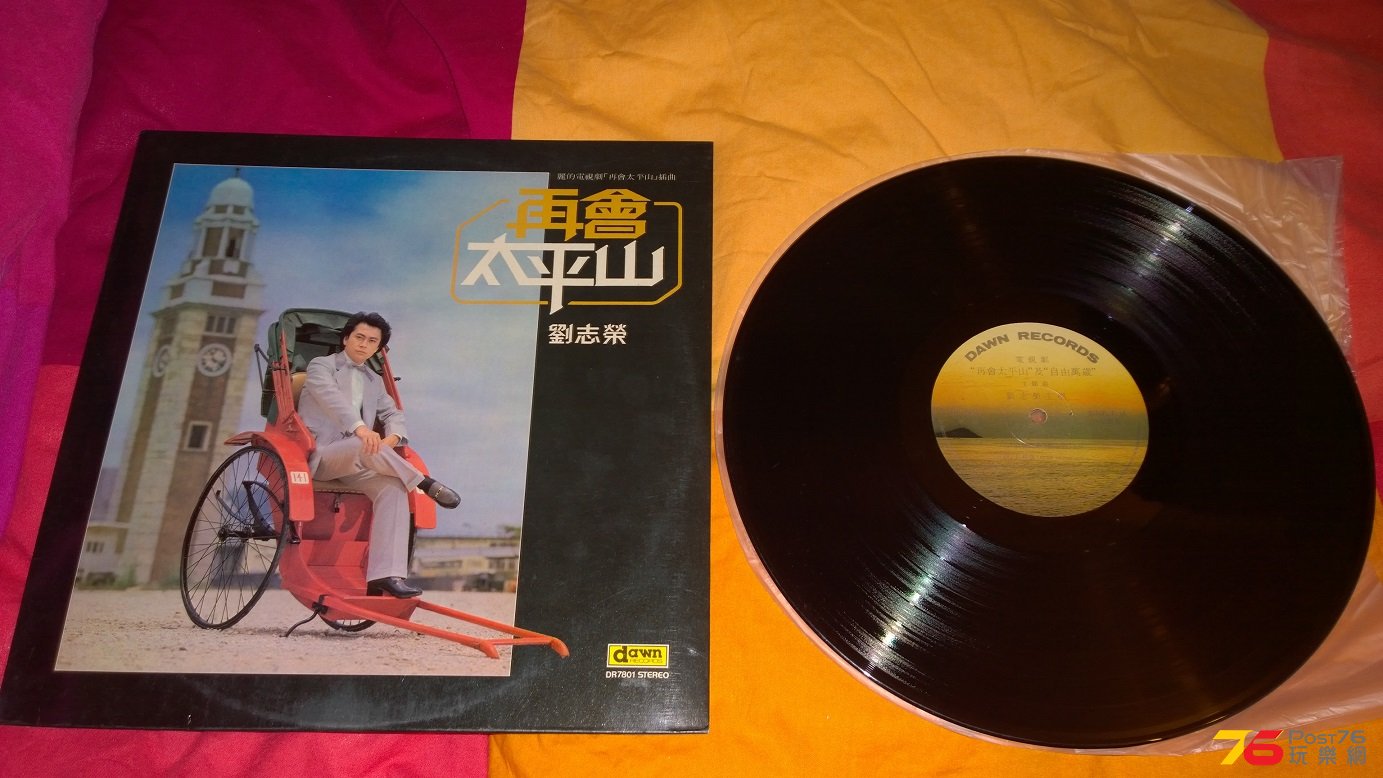 麗的電視劇「再會太平山」插曲
再會
太平山
劉志榮
141
dawn
RECORDS
DR7801 STEREO
DAWN RECORDS
電視劇
“再會太平山”及“自由萬歲”
POST76
玩樂網